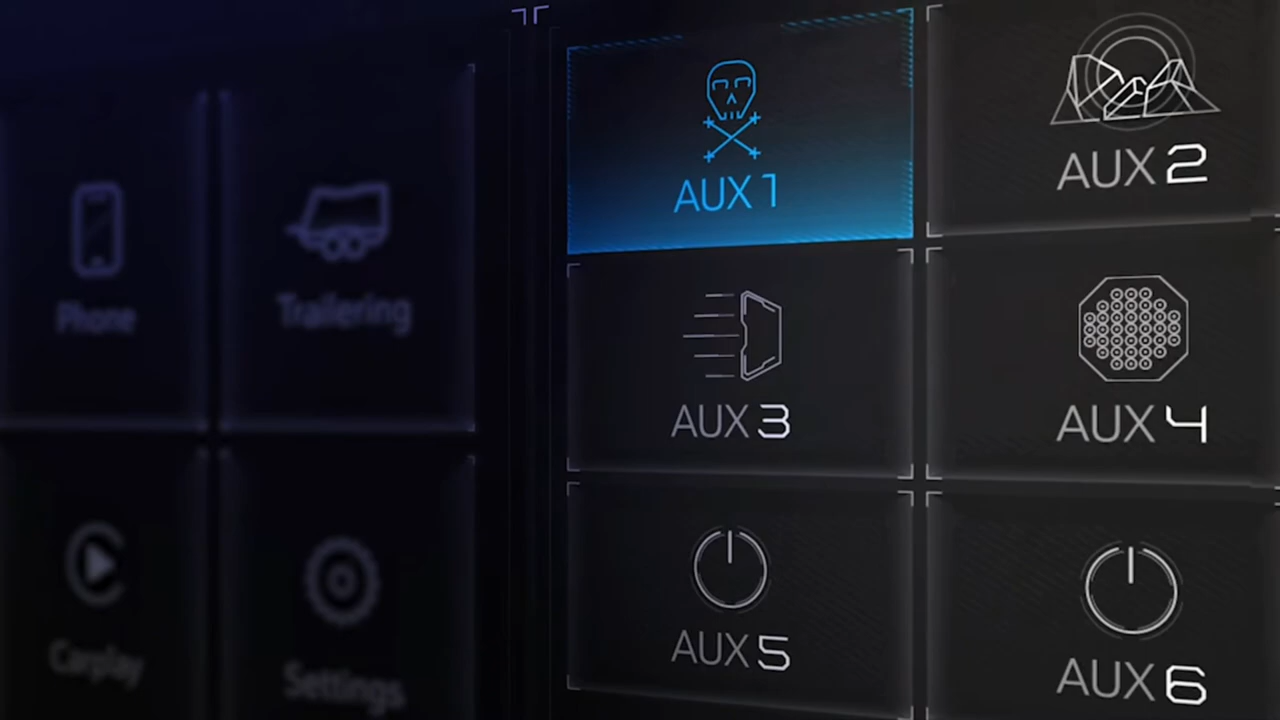 Phone
Trailering
Carplay
Settings
AUX 1
AUX 2
AUX 3
AUX 4
AUX 5
AUX 6